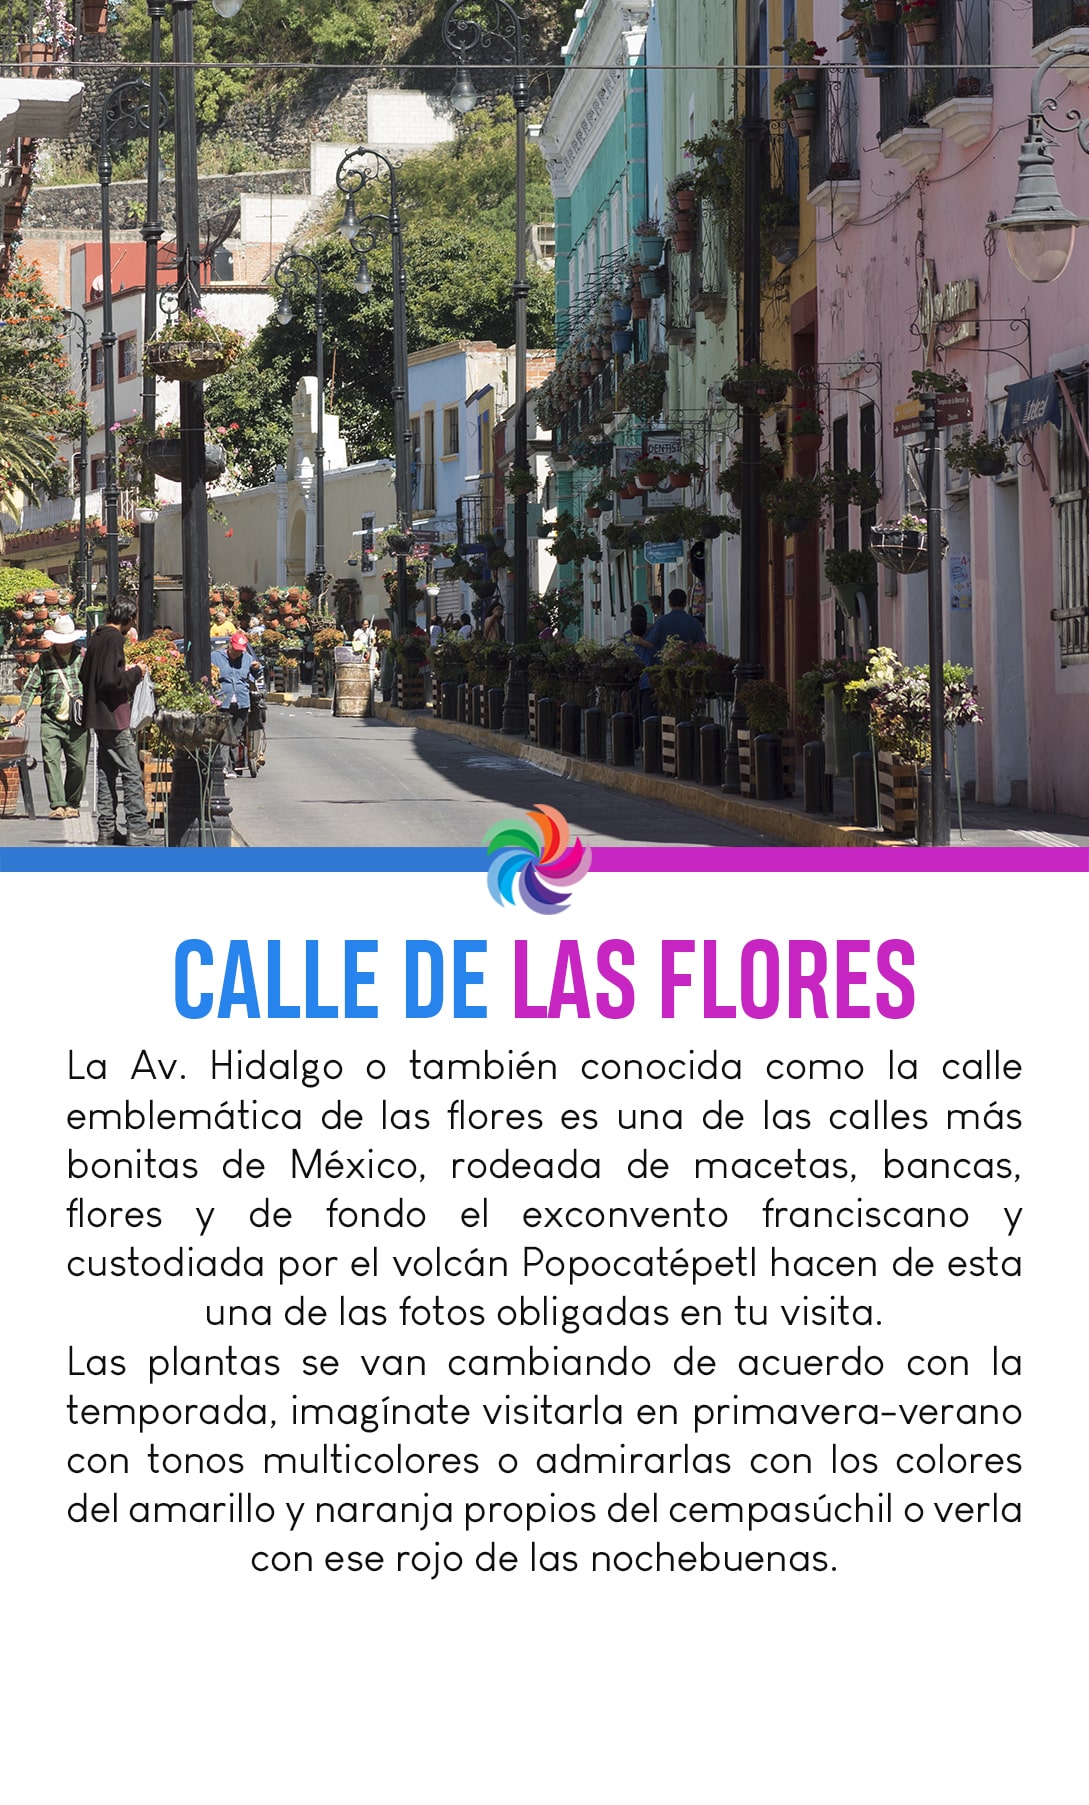 DENTIST
telcel
CALLE DE LAS FLORES
La Av. Hidalgo o también conocida como la calle
emblemática de las flores es una de las calles más
bonitas de México, rodeada de macetas, bancas,
flores y de fondo el exconvento franciscano y
custodiada por el volcán Popocatépetl hacen de esta
una de las fotos obligadas en tu visita.
Las plantas se van cambiando de acuerdo con la
temporada, imagínate visitarla en primavera-verano
con tonos multicolores o admirarlas con los colores
del amarillo y naranja propios del cempasúchil o verla
con ese rojo de las nochebuenas.